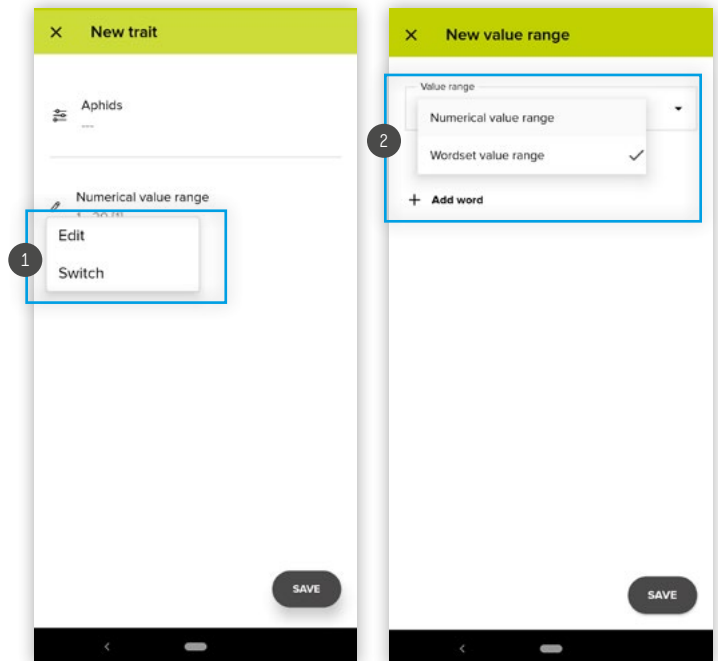 New trait
Aphids
---
Numerical value range
Edit
Switch
1
SAVE
New value range
Value range
Numerical value range
Wordset value range
2
Add word
SAVE